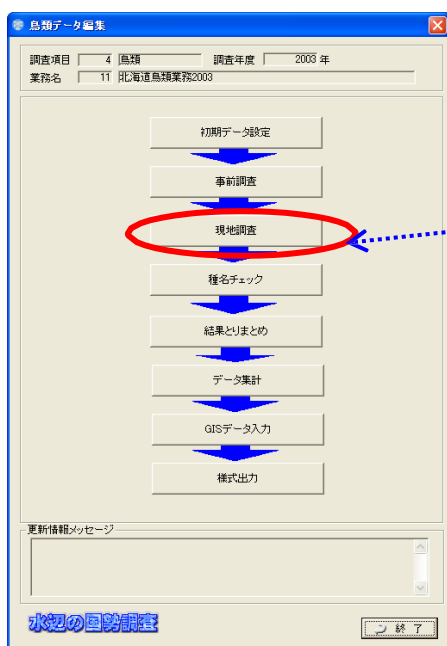 鳥類データ編集
調査項目 4 鳥類 調査年度 2003 年
業務名 11 北海道鳥類業務2003
初期データ設定
事前調査
現地調査
種名チェック
結果とりまとめ
データ集計
GISデータ入力
様式出力
更新情報メッセージ
水辺の国勢調査
終 了